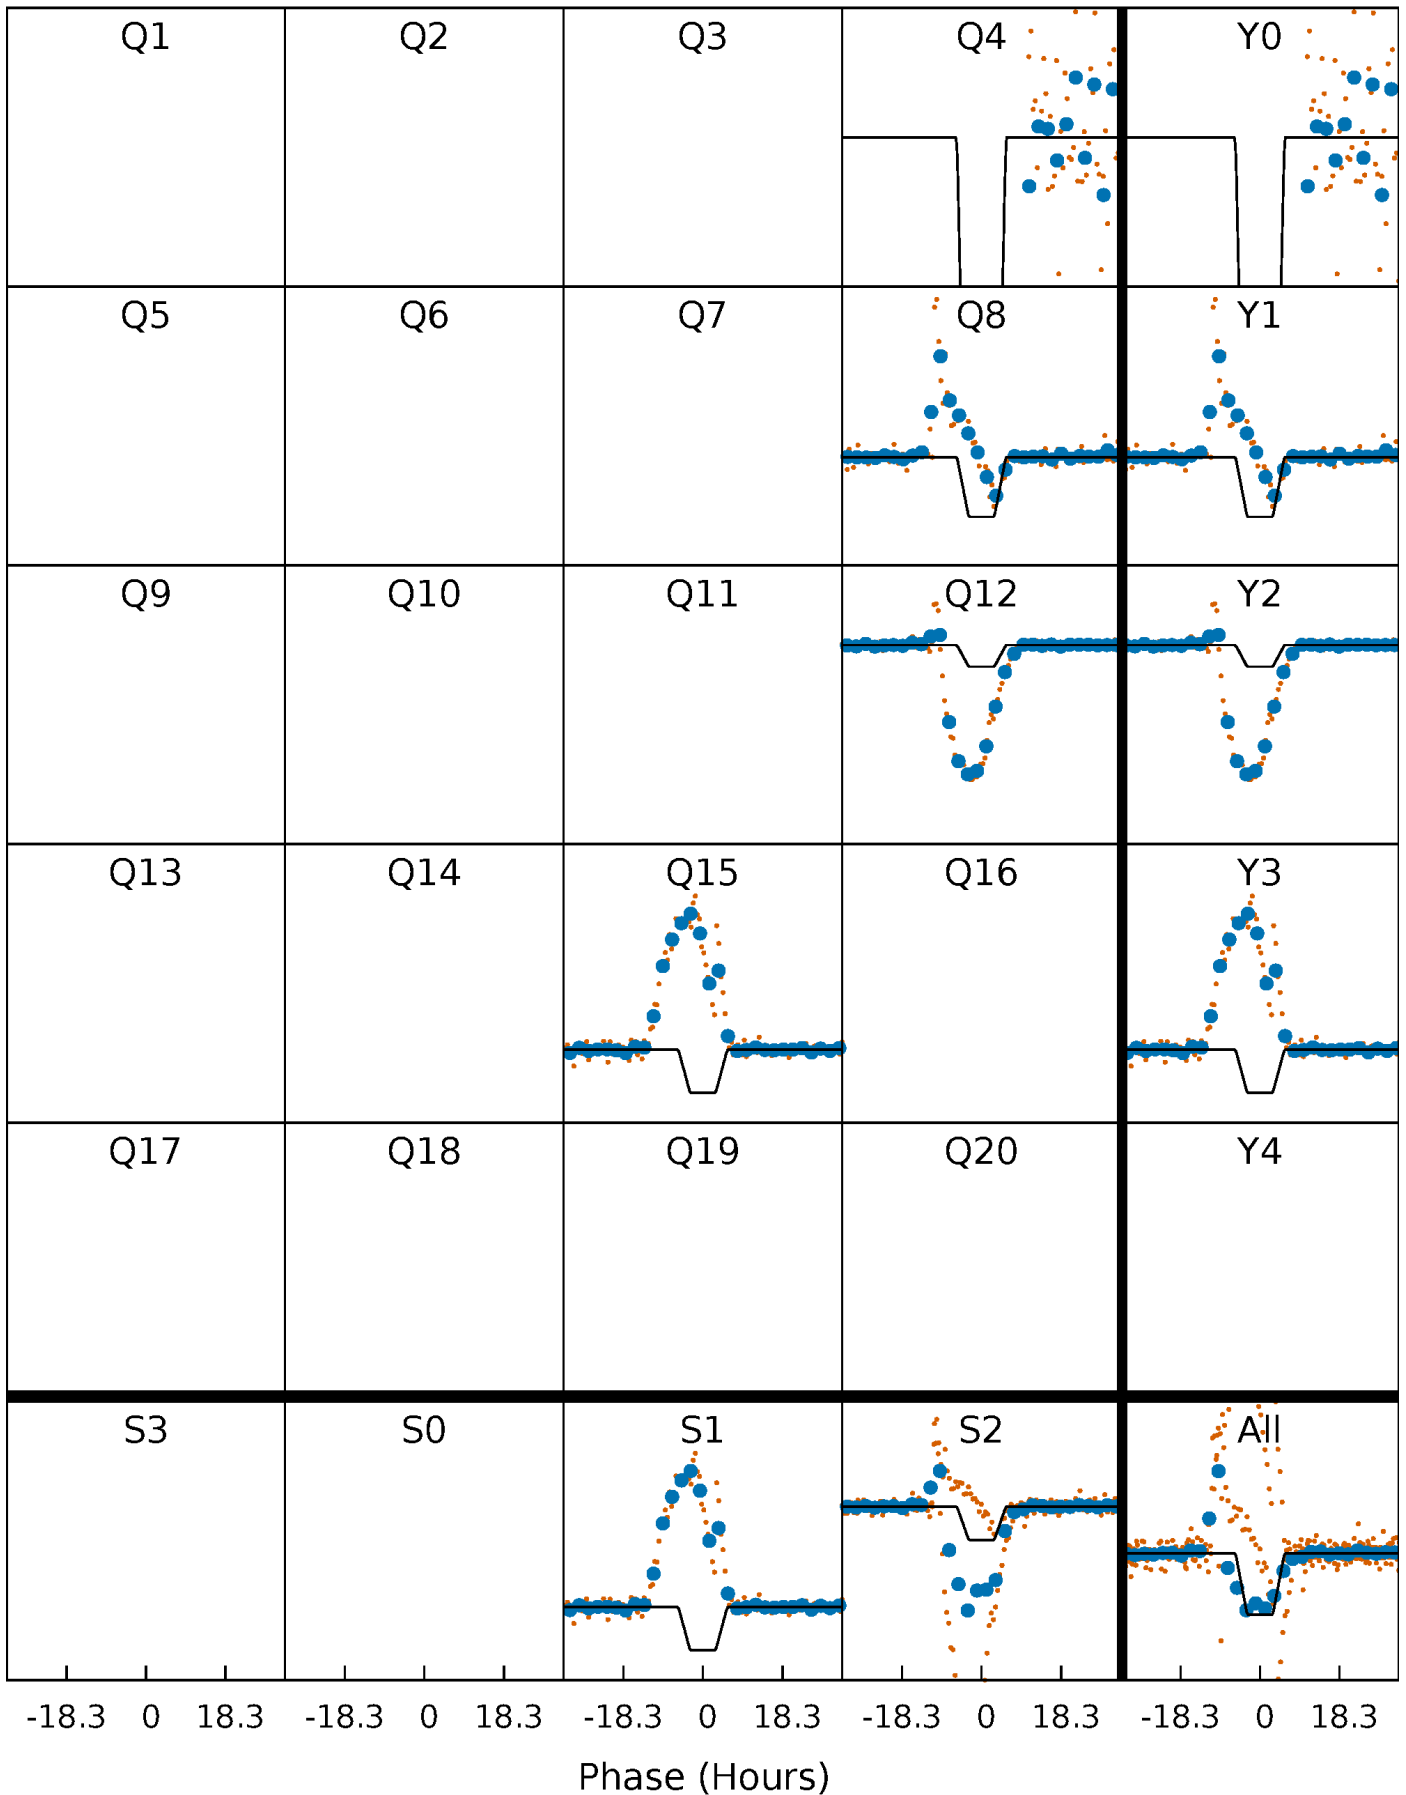 Q1 Q2 Q3 Q4 Y0
Q5 Q6 Q7 Q8 Y1
Q9 Q10 Q11 Q12 Y2
Q13 Q14 Q15 Q16 Y3
Q17 Q18 Q19 Q20 Y4
S3 S0 S1 S2 All
-18.3 0 18.3 -18.3 0 18.3 -18.3 0 18.3 -18.3 0 18.3 -18.3 0 18.3
Phase (Hours)